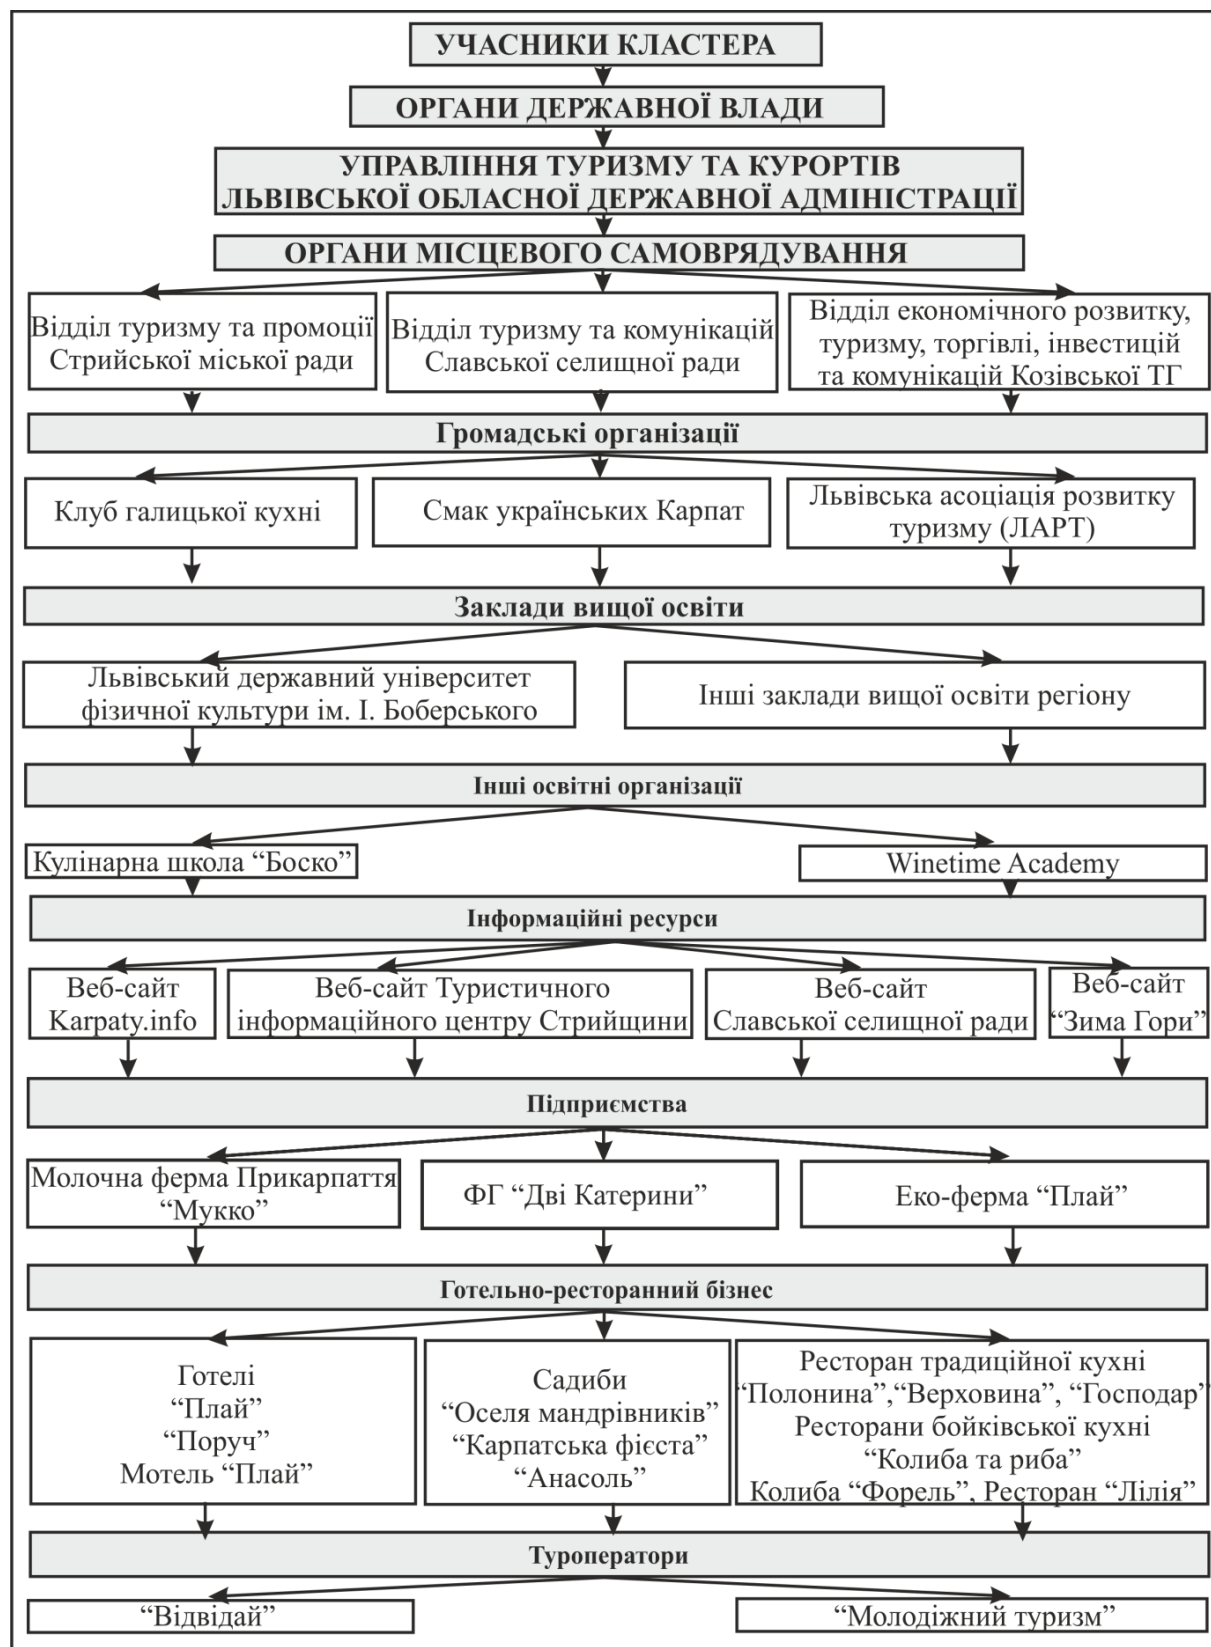 УЧАСНИКИ КЛАСТЕРА
ОРГАНИ ДЕРЖАВНОЇ ВЛАДИ
УПРАВЛІННЯ ТУРИЗМУ ТА КУРОРТІВ
ЛЬВІВСЬКОЇ ОБЛАСНОЇ ДЕРЖАВНОЇ АДМІНІСТРАЦІЇ
ОРГАНИ МІСЦЕВОГО САМОВРЯДУВАННЯ
Відділ туризму та промоції
Стрийської міської ради
Відділ туризму та комунікацій
Славської селищної ради
Відділ економічного розвитку,
туризму, торгівлі, інвестицій
та комунікацій Козівської ТГ
Громадські організації
Клуб галицької кухні
Смак українських Карпат
Львівська асоціація розвитку
туризму (ЛАРТ)
Заклади вищої освіти
Львівський державний університет
фізичної культури ім. І. Боберського
Інші заклади вищої освіти регіону
Інші освітні організації
Кулінарна школа “Боско”
Winetime Academy
Інформаційні ресурси
Веб-сайт
Karpaty.info
Веб-сайт Туристичного
інформаційного центру Стрийщини
Веб-сайт
Славської селищної ради
Веб-сайт
“Зима Гори”
Підприємства
Молочна ферма Прикарпаття
“Мукко”
ФГ “Дві Катерини”
Еко-ферма “Плай”
Готельно-ресторанний бізнес
Готелі
“Плай”
“Поруч”
Мотель “Плай”
Садиби
“Оселя мандрівників”
“Карпатська фієста”
“Анасоль”
Ресторан традиційної кухні
“Полонина”,“Верховина”, “Господар”
Ресторани бойківської кухні
“Колиба та риба”
Колиба “Форель”, Ресторан “Лілія”
Туроператори
“Відвідай”
“Молодіжний туризм”